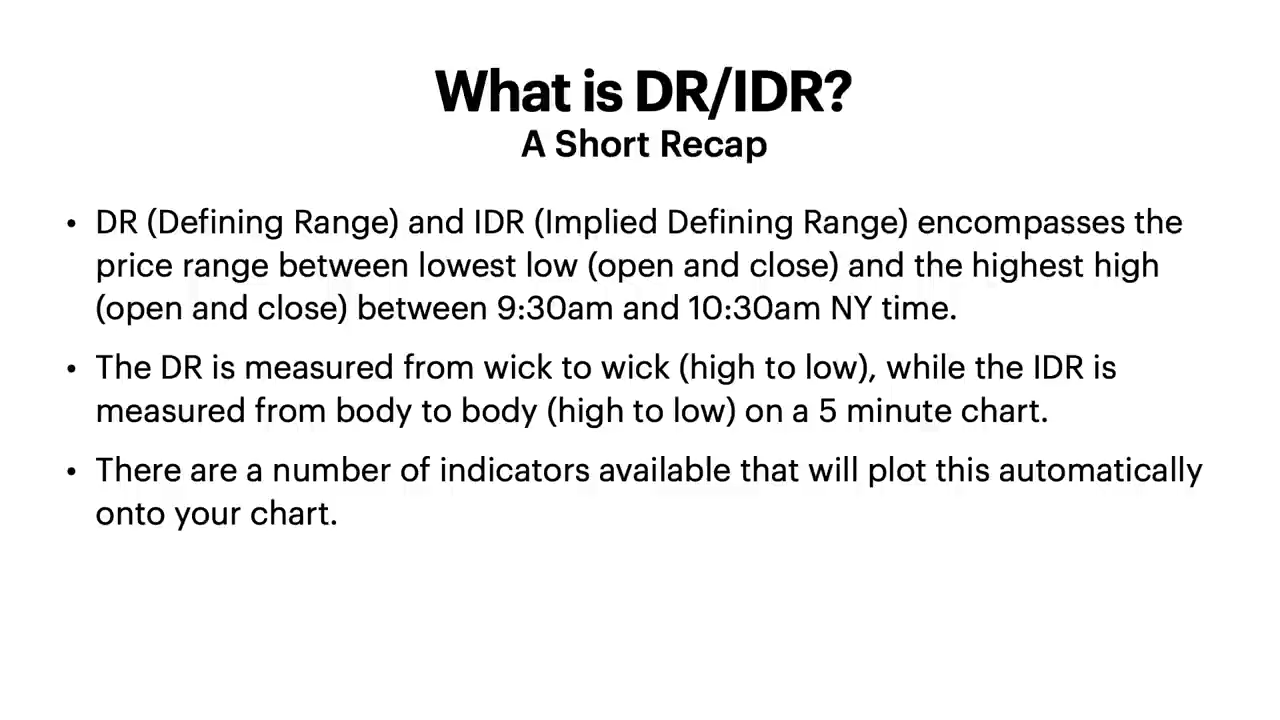 What is DR/IDR?
A Short Recap
• DR (Defining Range) and IDR (Implied Defining Range) encompasses the
price range between lowest low (open and close) and the highest high
(open and close) between 9:30am and 10:30am NY time.
• The DR is measured from wick to wick (high to low), while the IDR is
measured from body to body (high to low) on a 5 minute chart.
• There are a number of indicators available that will plot this automatically
onto your chart.